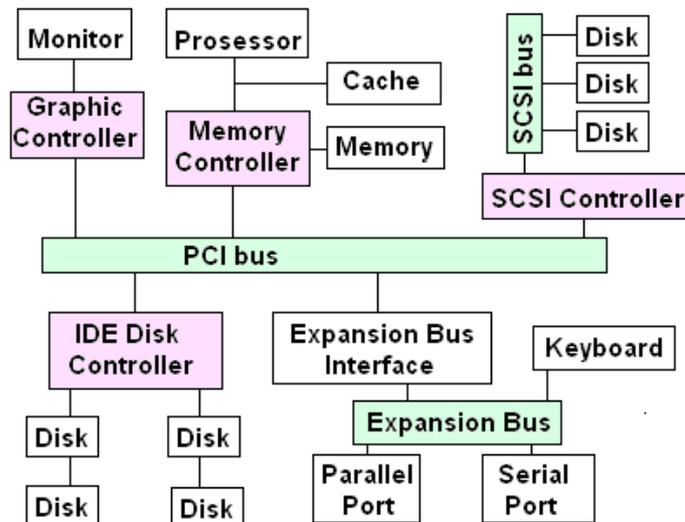 Monitor
Prosessor
SCSI bus
Disk
Cache
Disk
Graphic
Controller
Memory
Controller
Memory
Disk
SCSI Controller
PCI bus
IDE Disk
Controller
Expansion Bus
Interface
Keyboard
Disk
Disk
Expansion Bus
Parallel
Port
Serial
Port
Disk
Disk